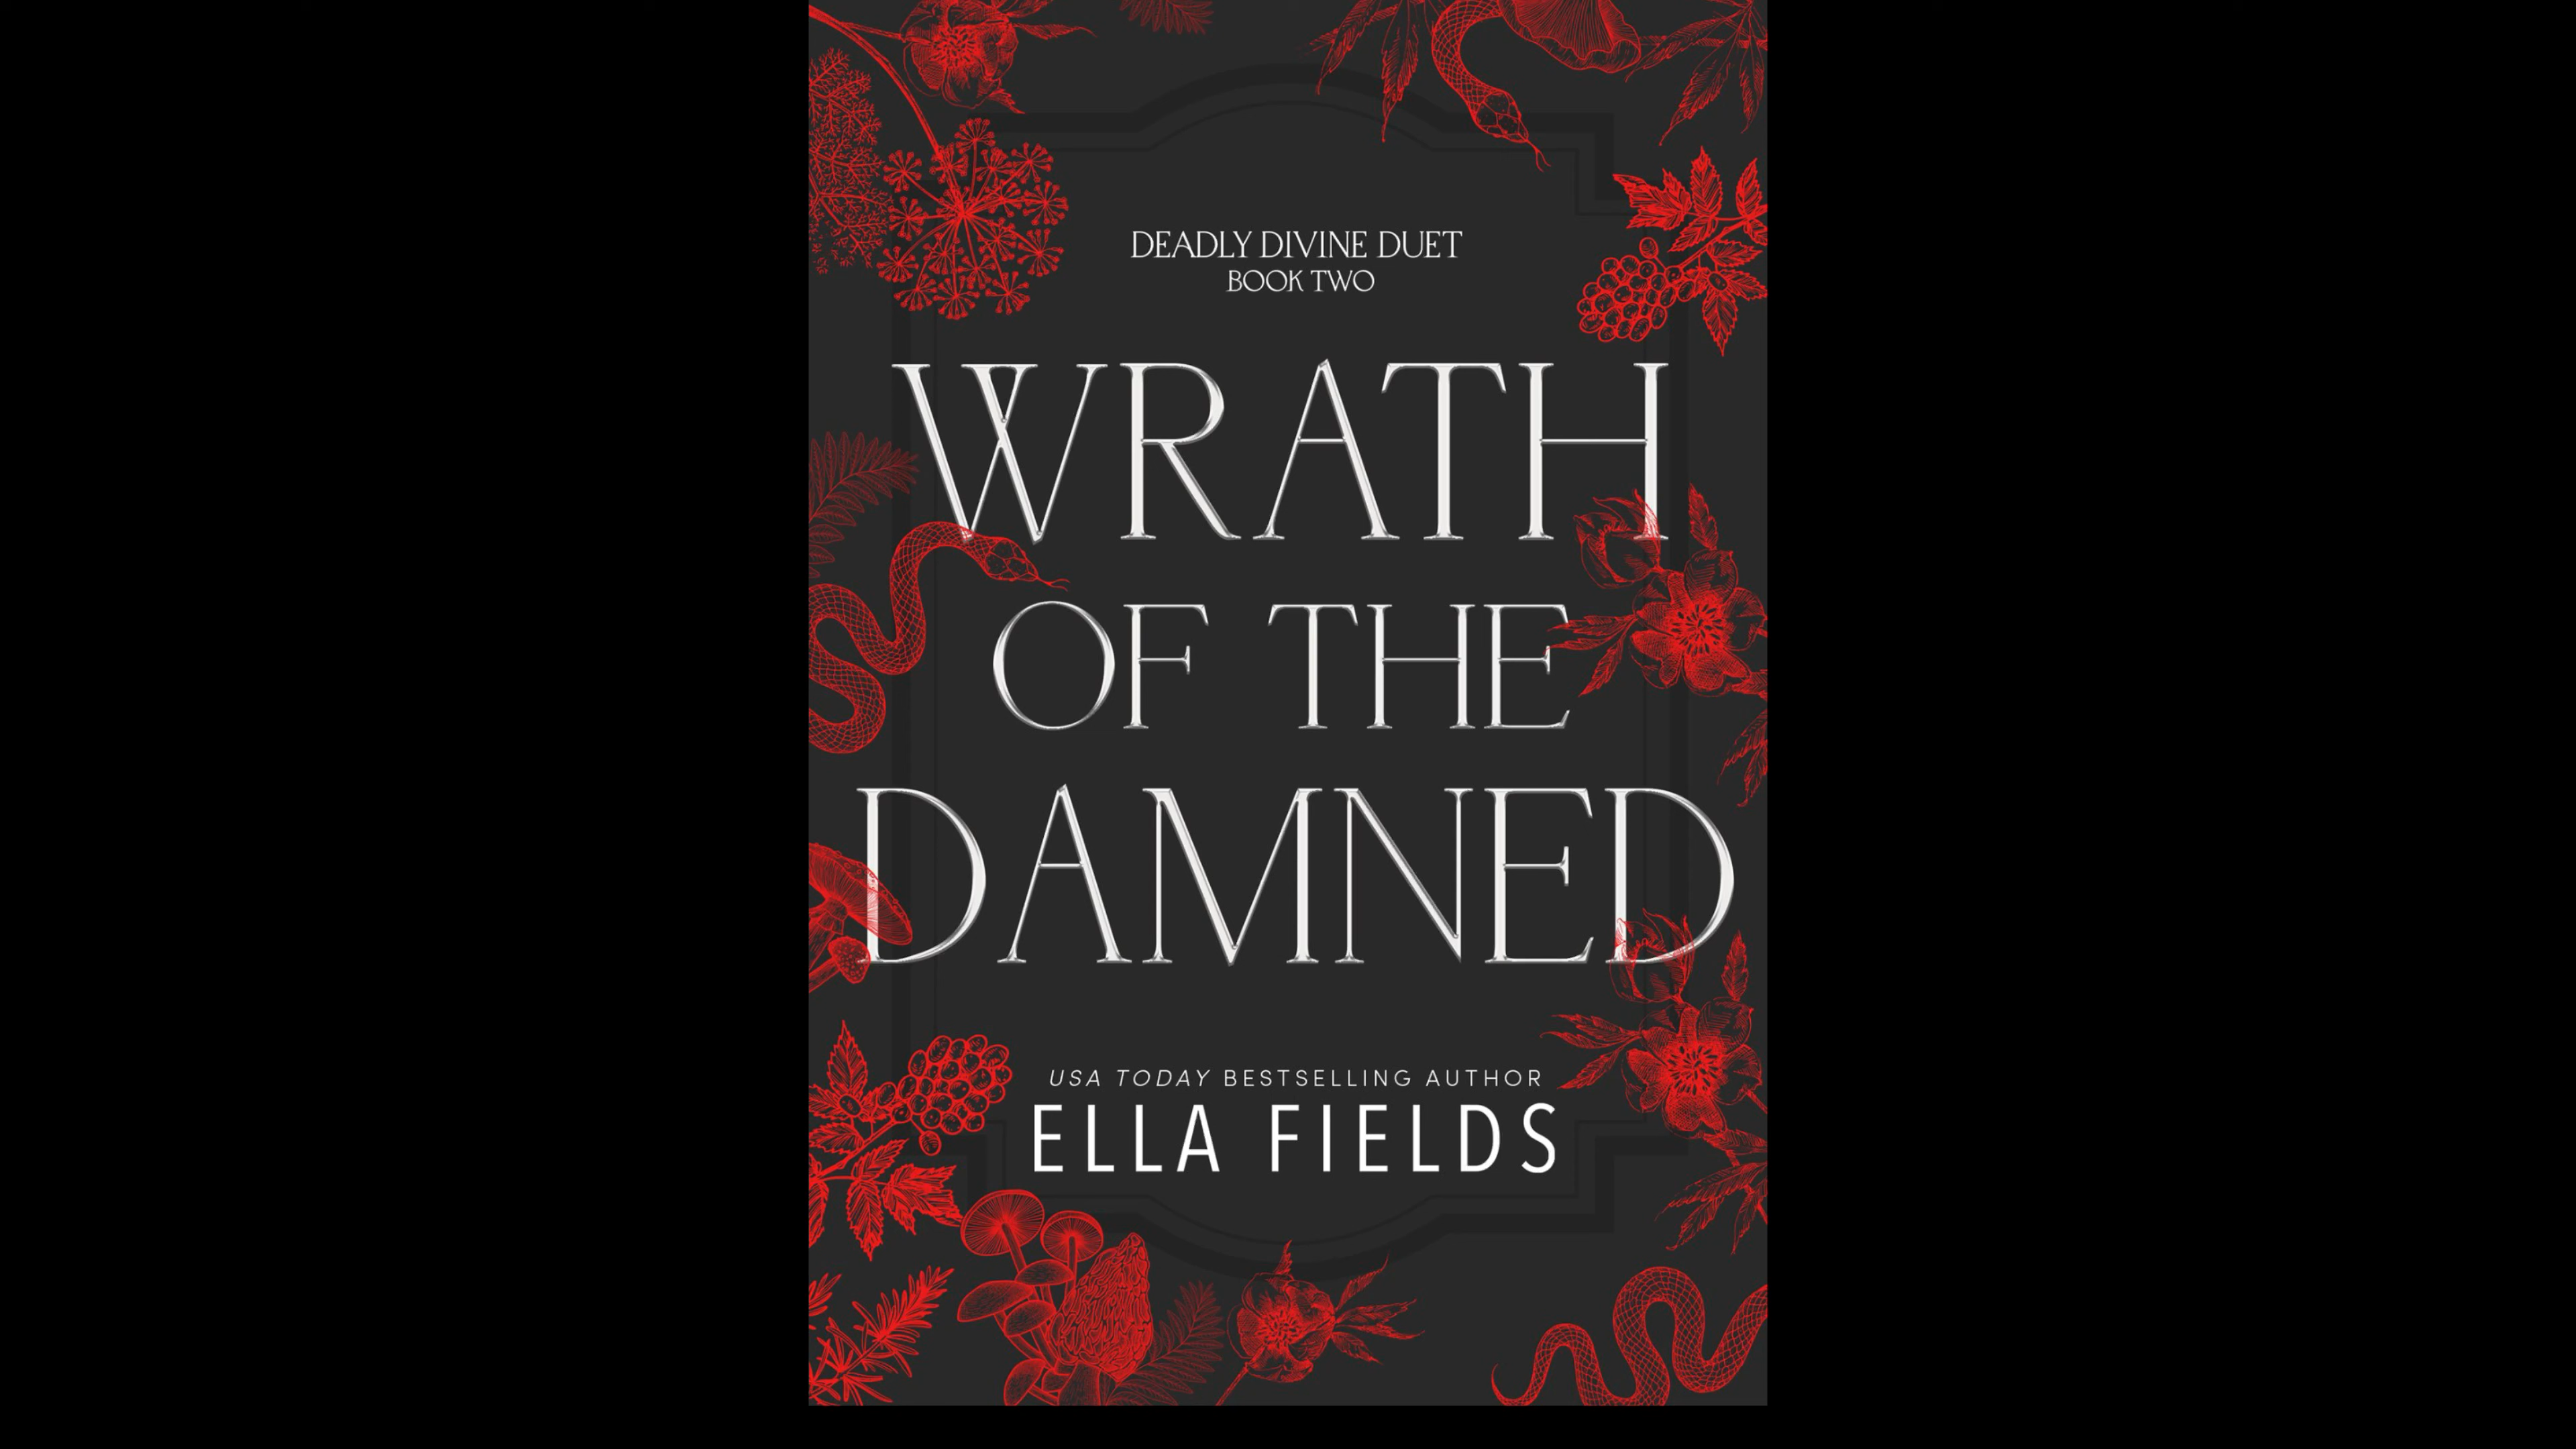 DEADLY DIVINE DUET
BOOK TWO
WRATH
OF THE
DAMNED
USA TODAY BESTSELLING AUTHOR
ELLA FIELDS